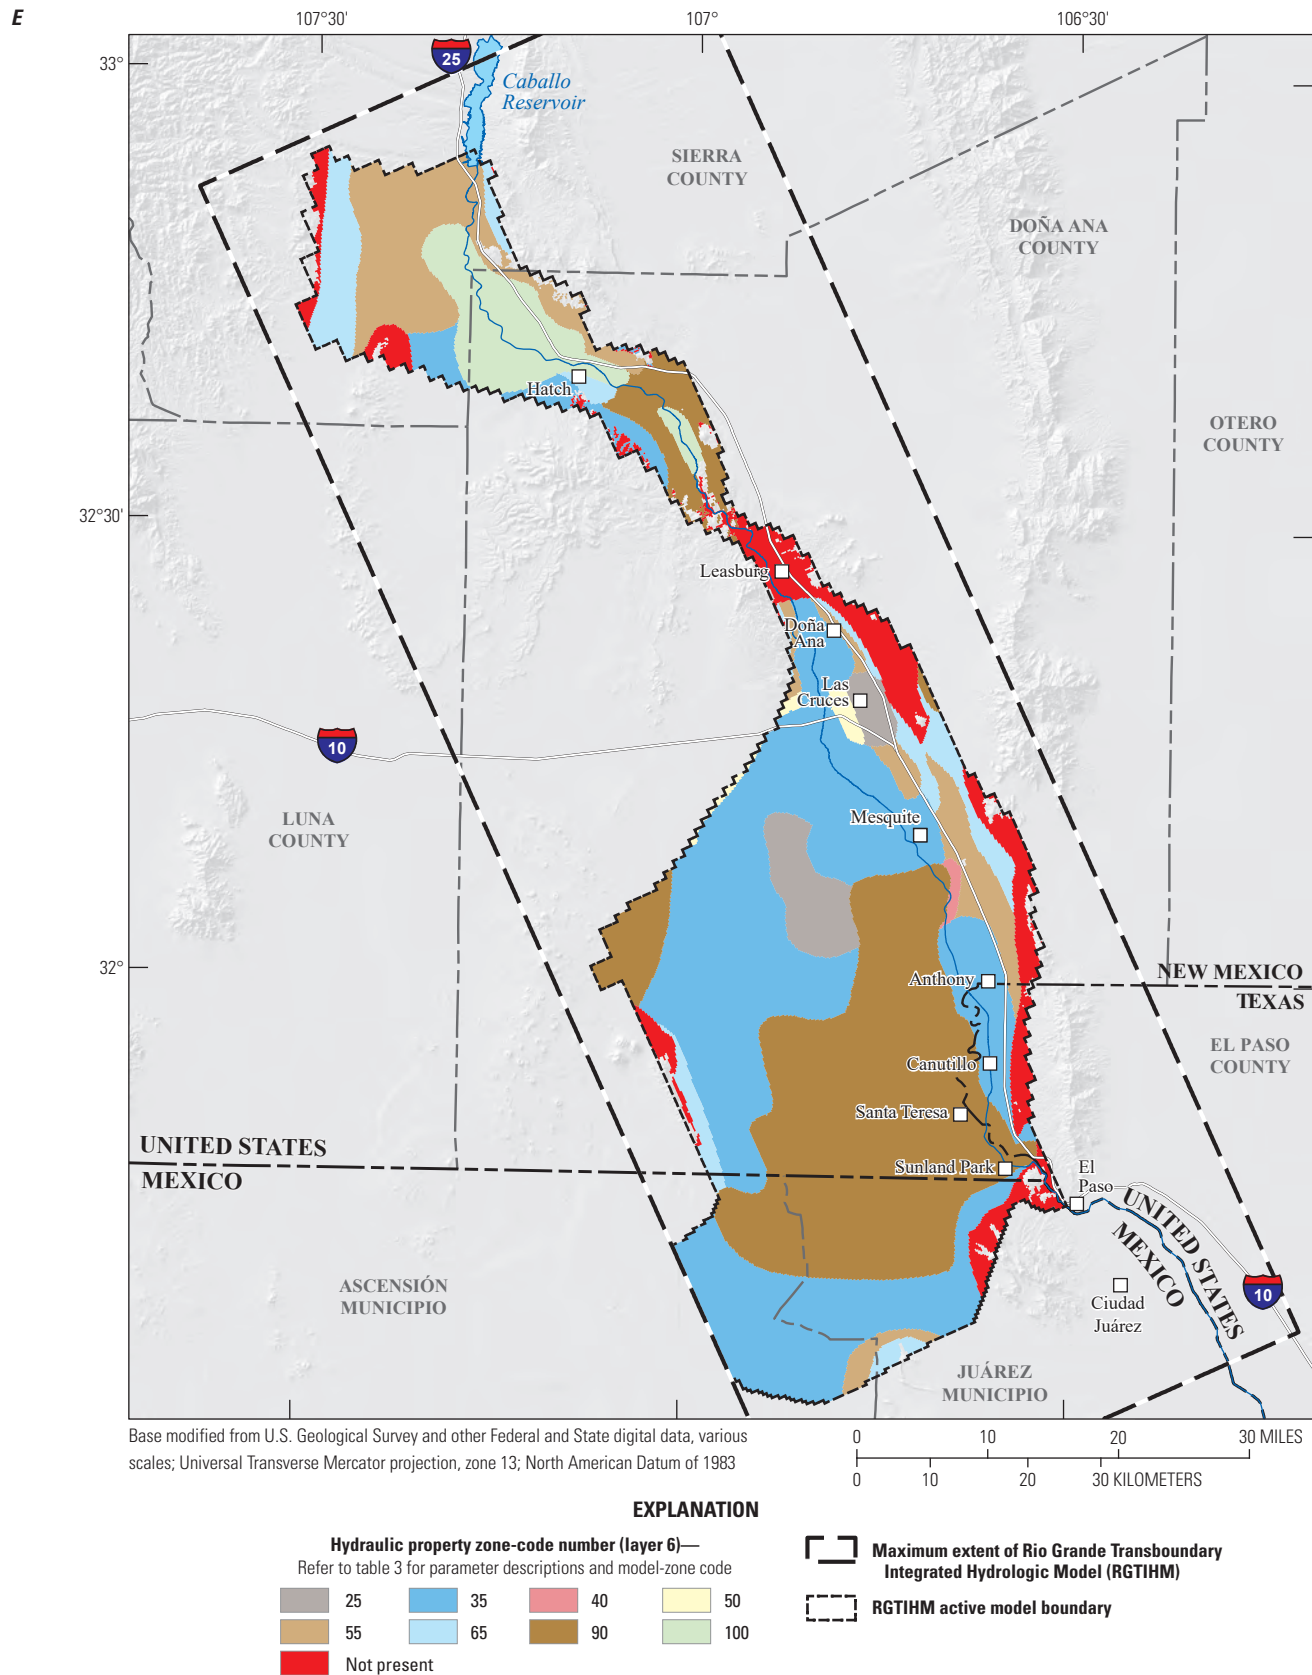 E
107°30'
107°
106°30'
33°
25
Caballo
Reservoir
SIERRA
COUNTY
DOÑA ANA
COUNTY
OTERO
COUNTY
Hatch
32°30'
Leasburg
Doña
Ana
Las
Cruces
10
LUNA
COUNTY
Mesquite
32°
Anthony
NEW MEXICO
TEXAS
EL PASO
COUNTY
Canutillo
Santa Teresa
UNITED STATES
MEXICO
Sunland Park
El
Paso
UNITED STATES
MEXICO
ASCENSIÓN
MUNICIPIO
Ciudad
Juárez
10
JUÁREZ
MUNICIPIO
Base modified from U.S. Geological Survey and other Federal and State digital data, various
scales; Universal Transverse Mercator projection, zone 13; North American Datum of 1983
0 10 20 30 MILES
0 10 20 30 KILOMETERS
EXPLANATION
Hydraulic property zone-code number (layer 6)—
Refer to table 3 for parameter descriptions and model-zone code
25 35 40 50
55 65 90 100
Not present
Maximum extent of Rio Grande Transboundary
Integrated Hydrologic Model (RGTIHM)
RGTIHM active model boundary